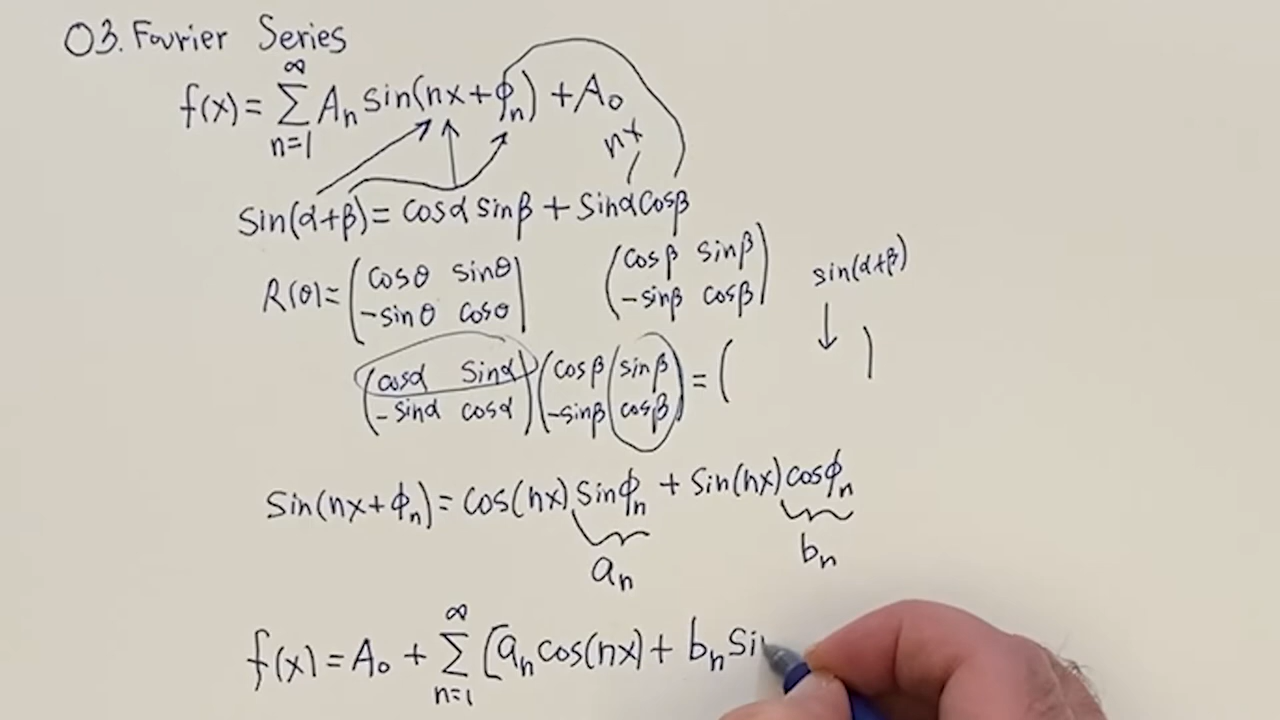 03. Fourier Series
f(x) = ∑_{n=1}^{∞} Aₙ sin(nx + ϕₙ) + A₀
nx
sin(α+β) = cosα sinβ + sinα cosβ
R(θ) = (cosθ sinθ
-sinθ cosθ)
(cosβ sinβ
-sinβ cosβ)
sin(α+β)
(cosα sinα
-sinα cosα) (cosβ sinβ
-sinβ cosβ) = ( )
sin(nx + ϕₙ) = cos(nx) sinϕₙ + sin(nx) cosϕₙ
aₙ bₙ
f(x) = A₀ + ∑_{n=1}^{∞} [aₙ cos(nx) + bₙ si